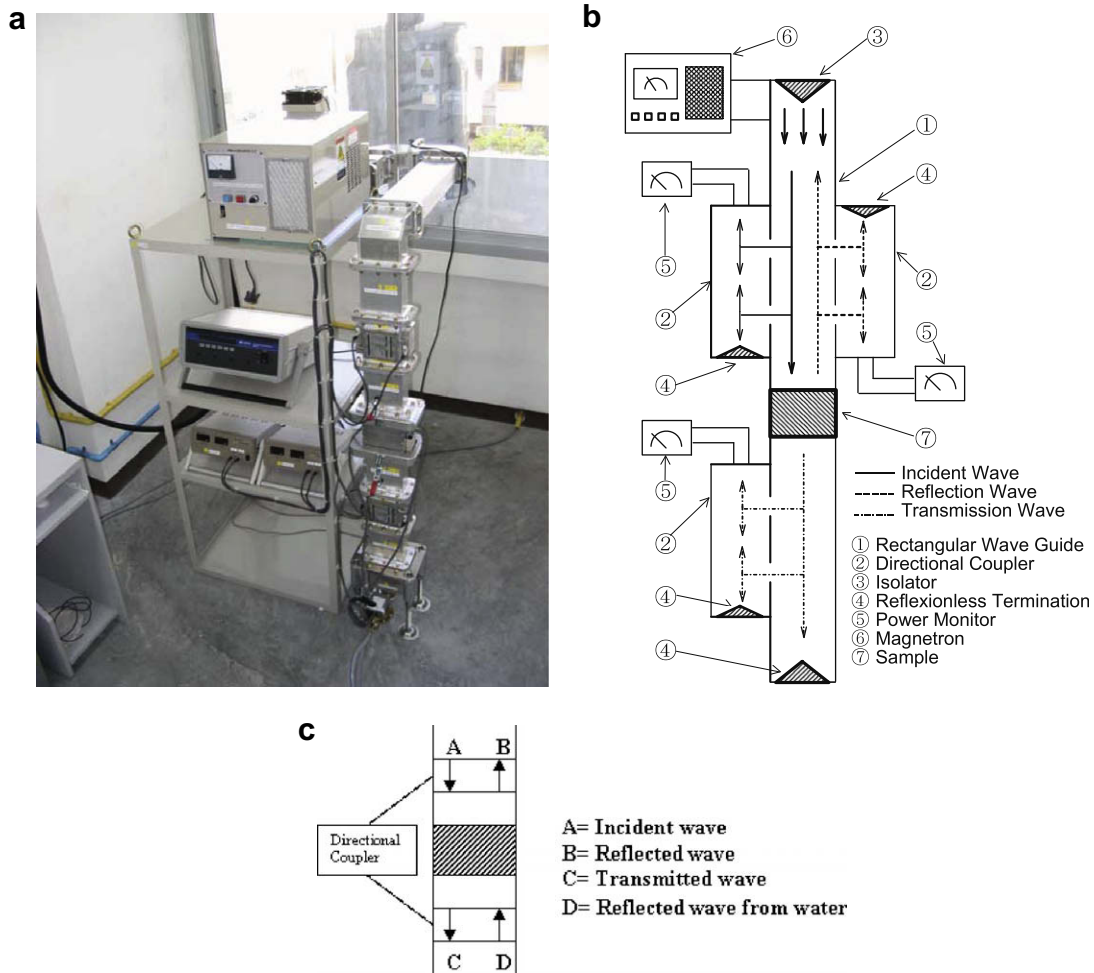 a
b
⑥
③
①
⑤
④
②
②
④
⑤
⑦
⑤
②
④
④
Incident Wave
Reflection Wave
Transmission Wave
① Rectangular Wave Guide
② Directional Coupler
③ Isolator
④ Reflexionless Termination
⑤ Power Monitor
⑥ Magnetron
⑦ Sample
c
A B
Directional
Coupler
C D
A= Incident wave
B= Reflected wave
C= Transmitted wave
D= Reflected wave from water